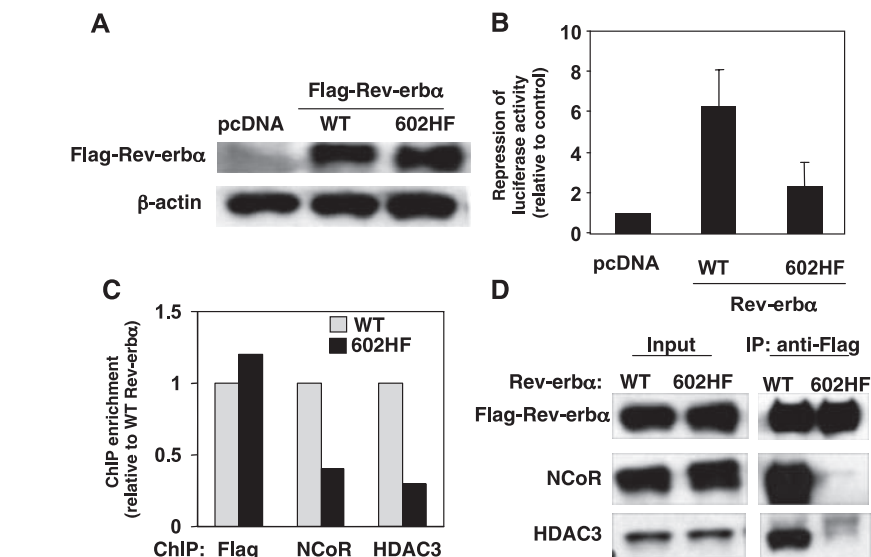 A
Flag-Rev-erbα
pcDNA WT 602HF
Flag-Rev-erbα
β-actin
B
Repression of
luciferase activity
(relative to control)
10
8
6
4
2
0
pcDNA WT 602HF
Rev-erbα
C
ChIP enrichment
(relative to WT Rev-erbα)
1.5
1
0.5
0
WT
602HF
ChIP: Flag NCoR HDAC3
D
Input IP: anti-Flag
Rev-erbα: WT 602HF WT 602HF
Flag-Rev-erbα
NCoR
HDAC3